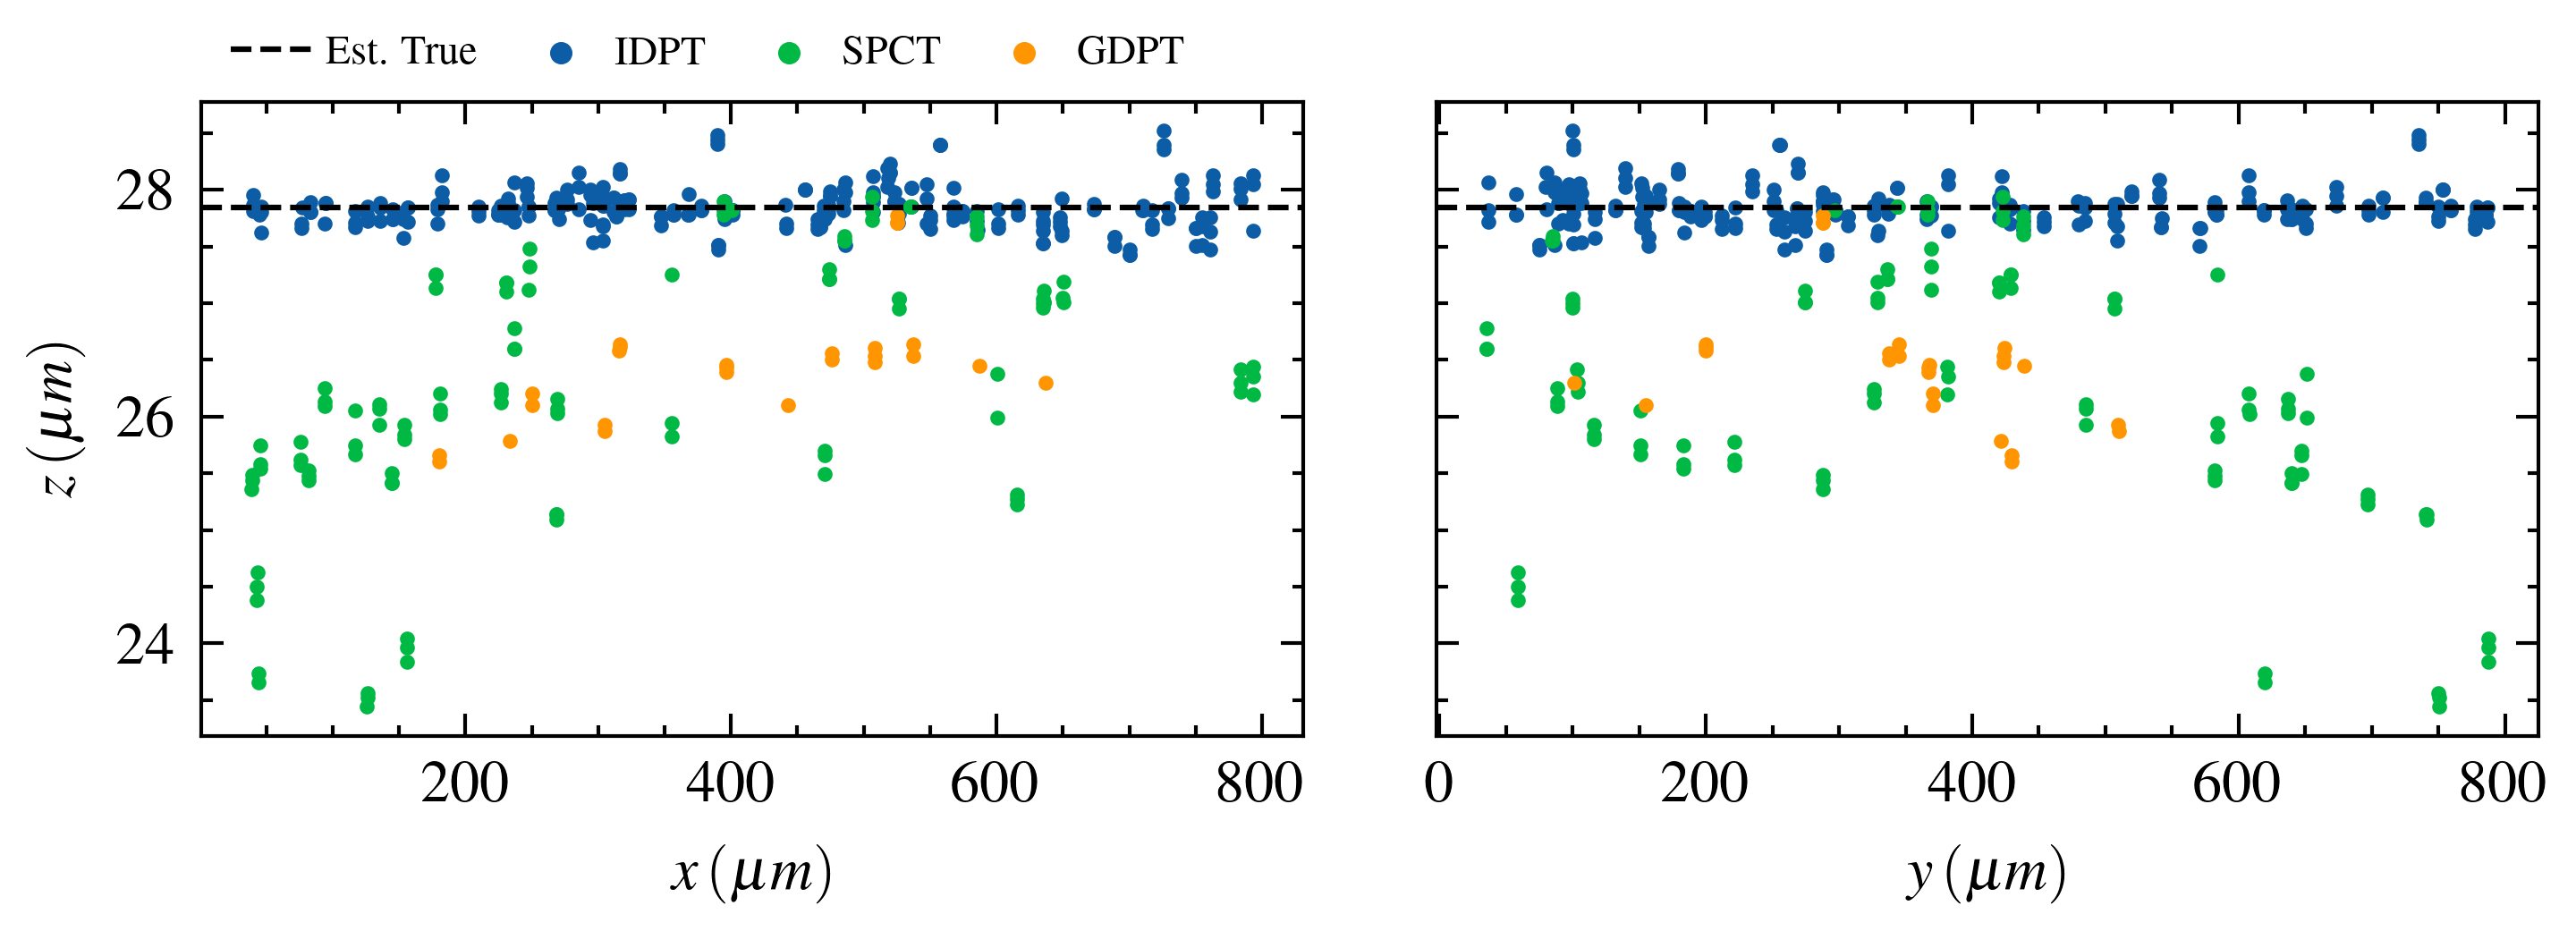 Est. True IDPT SPCT GDPT
28
26
24
z (μm)
200 400 600 800
x (μm)
0 200 400 600 800
y (μm)